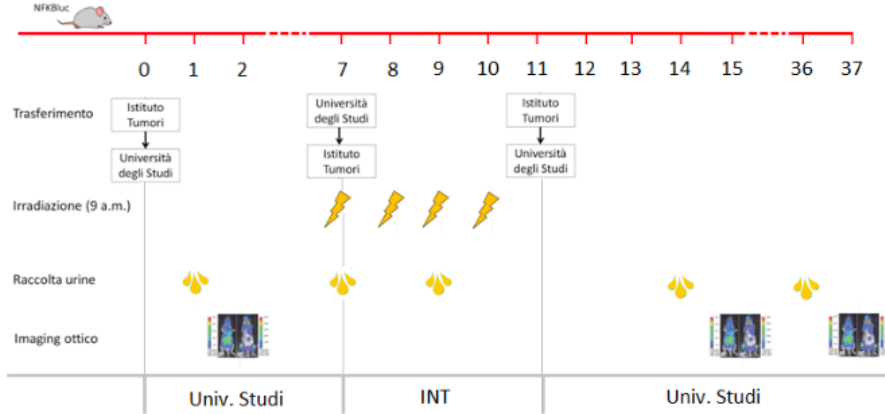 NFKBluc
0 1 2 7 8 9 10 11 12 13 14 15 36 37
Trasferimento
Istituto
Tumori
Università
degli Studi
Università
degli Studi
Istituto
Tumori
Istituto
Tumori
Università
degli Studi
Irradiazione (9 a.m.)
Raccolta urine
Imaging ottico
Univ. Studi INT Univ. Studi